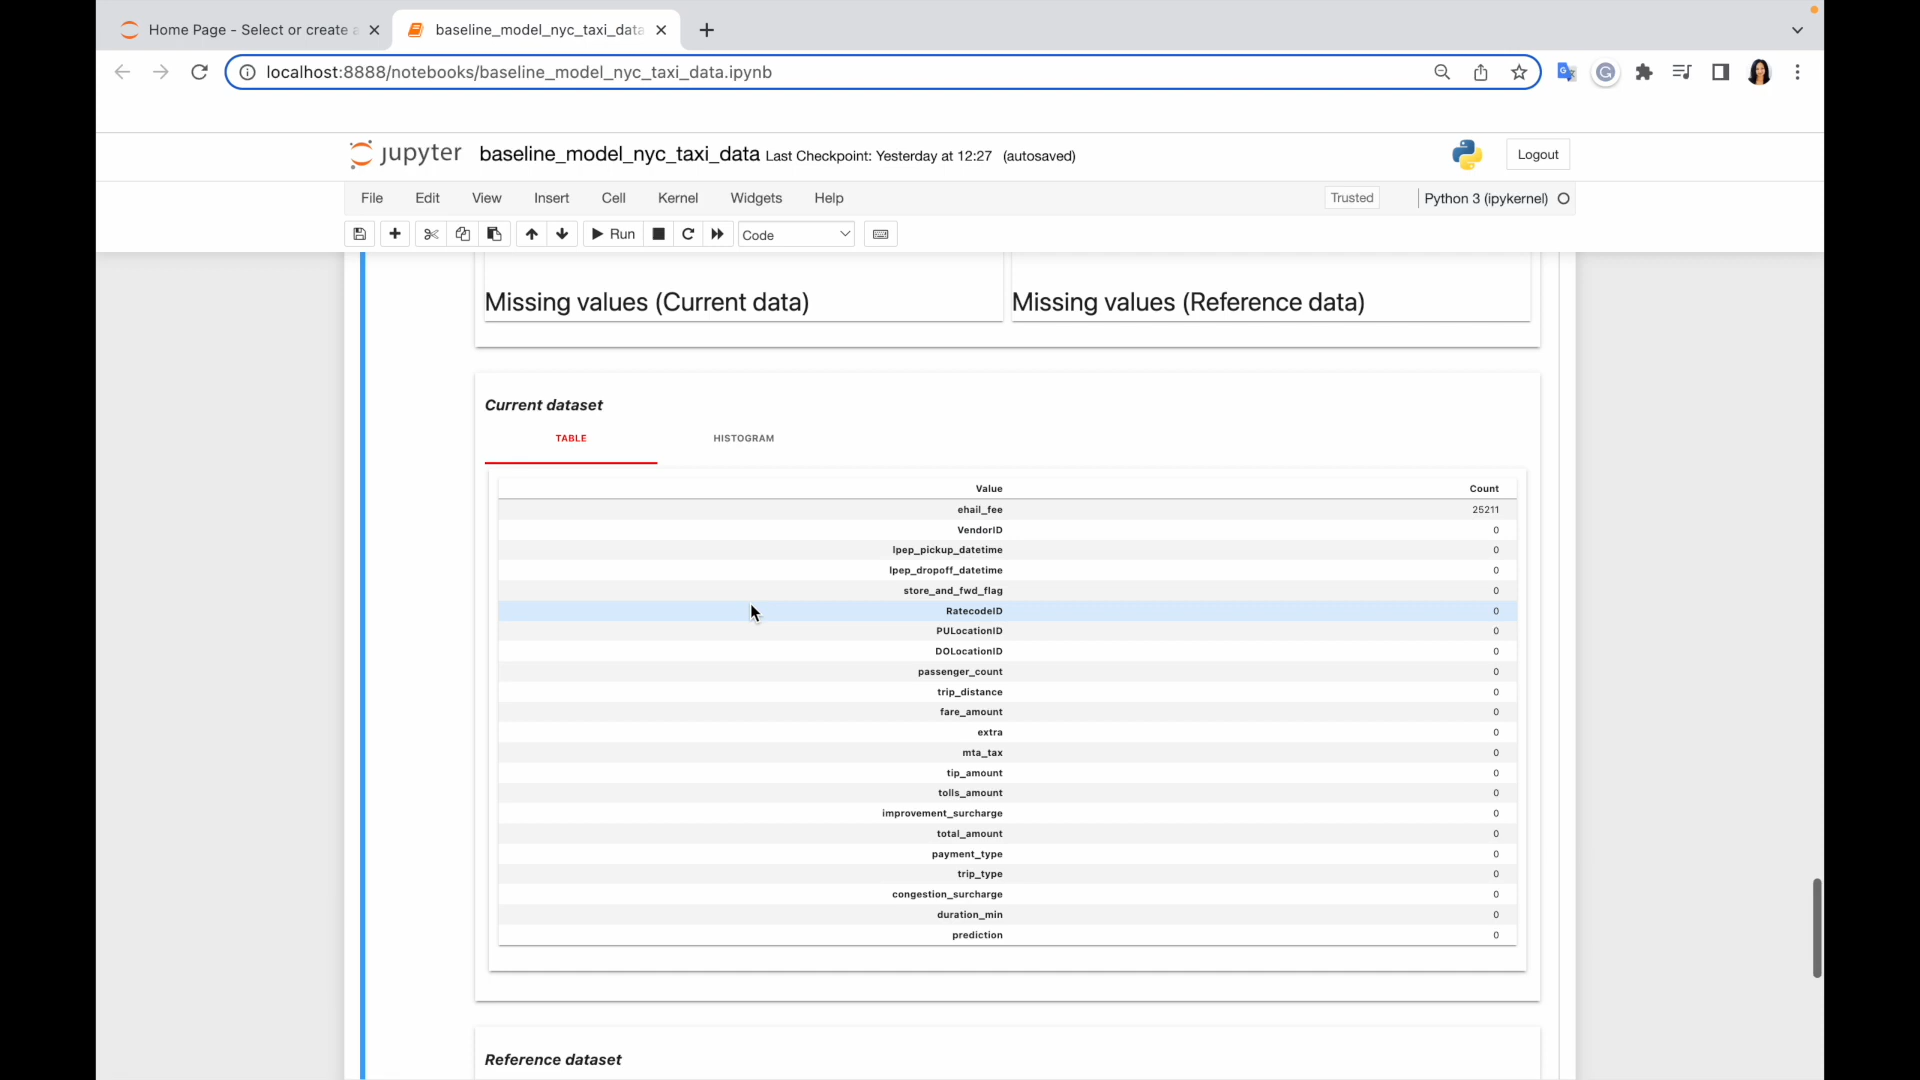 Home Page - Select or create a
baseline_model_nyc_taxi_data
localhost:8888/notebooks/baseline_model_nyc_taxi_data.ipynb
jupyter baseline_model_nyc_taxi_data Last Checkpoint: Yesterday at 12:27 (autosaved)
Logout
File Edit View Insert Cell Kernel Widgets Help
Trusted
Python 3 (ipykernel)
Run
Code
Missing values (Current data)
Missing values (Reference data)
Current dataset
TABLE
HISTOGRAM
Value Count
ehail_fee 25211
VendorID 0
lpep_pickup_datetime 0
lpep_dropoff_datetime 0
store_and_fwd_flag 0
RatecodeID 0
PULocationID 0
DOLocationID 0
passenger_count 0
trip_distance 0
fare_amount 0
extra 0
mta_tax 0
tip_amount 0
tolls_amount 0
improvement_surcharge 0
total_amount 0
payment_type 0
trip_type 0
congestion_surcharge 0
duration_min 0
prediction 0
Reference dataset